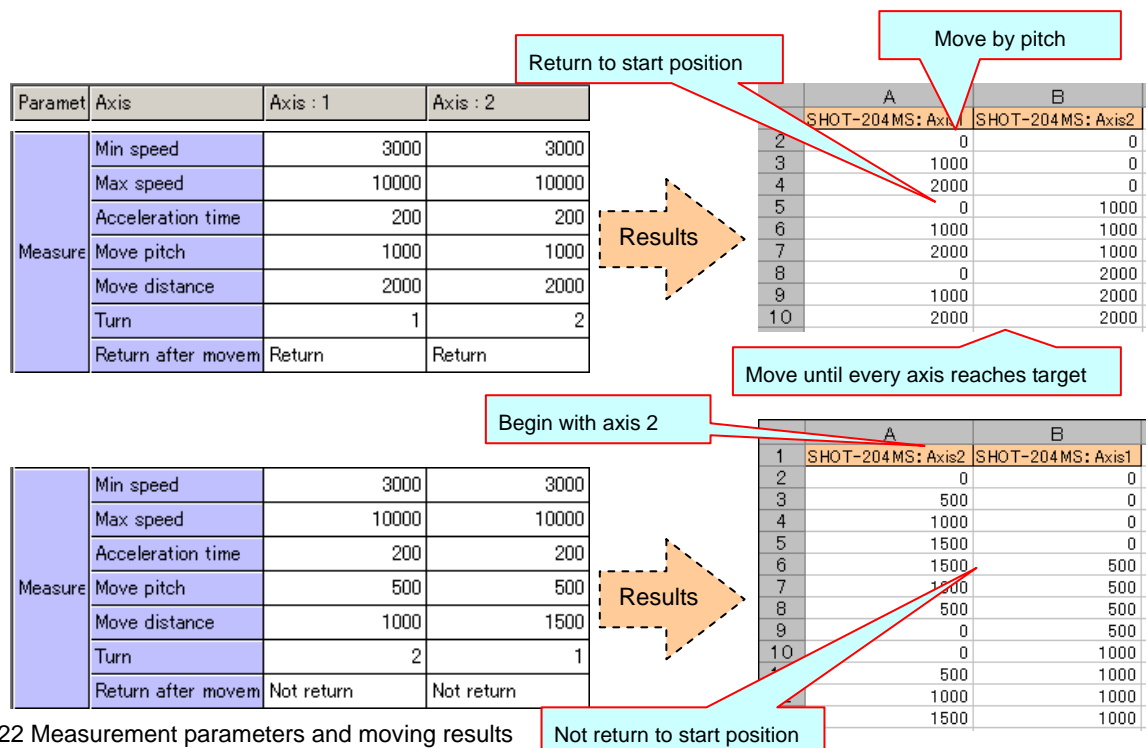 Move by pitch
Return to start position
Paramet Axis Axis : 1 Axis : 2
Measure
Min speed 3000 3000
Max speed 10000 10000
Acceleration time 200 200
Move pitch 1000 1000
Move distance 2000 2000
Turn 1 2
Return after movem Return Return
Results
A B
SHOT-204MS: Axis1 SHOT-204MS: Axis2
2 0 0
3 1000 0
4 2000 0
5 0 1000
6 1000 1000
7 2000 1000
8 0 2000
9 1000 2000
10 2000 2000
Move until every axis reaches target
Begin with axis 2
Measure
Min speed 3000 3000
Max speed 10000 10000
Acceleration time 200 200
Move pitch 500 500
Move distance 1000 1500
Turn 2 1
Return after movem Not return Not return
Results
A B
1 SHOT-204MS: Axis2 SHOT-204MS: Axis1
2 0 0
3 500 0
4 1000 0
5 1500 0
6 1500 500
7 1000 500
8 500 500
9 0 500
10 0 1000
500 1000
1000 1000
1500 1000
Not return to start position
22 Measurement parameters and moving results